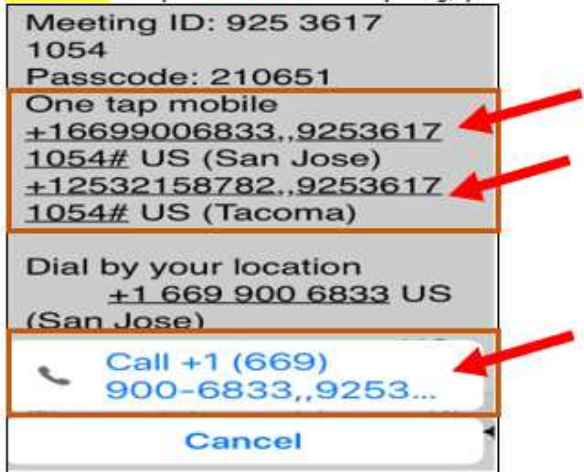 Meeting ID: 925 3617
1054
Passcode: 210651
One tap mobile
+16699006833,,9253617
1054# US (San Jose)
+12532158782,,9253617
1054# US (Tacoma)
Dial by your location
+1 669 900 6833 US
(San Jose)
Call +1 (669)
900-6833,,9253...
Cancel